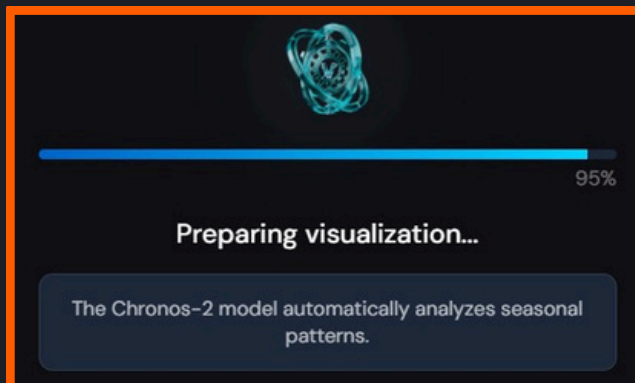 95%
Preparing visualization...
The Chronos-2 model automatically analyzes seasonal
patterns.